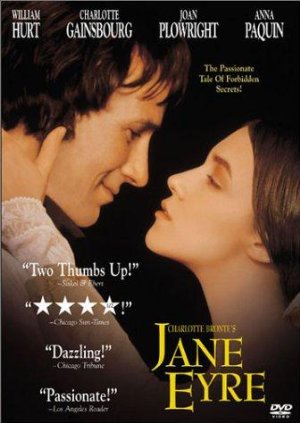 WILLIAM HURT
CHARLOTTE GAINSBOURG
JOAN PLOWRIGHT
ANNA PAQUIN
The Passionate
Tale Of Forbidden
Secrets!
"Two Thumbs Up!"
–Siskel & Ebert
"★★★★!"
–Chicago Sun-Times
"Dazzling!"
–Chicago Tribune
"Passionate!"
–Los Angeles Reader
CHARLOTTE BRONTE'S
JANE
EYRE
DVD
VIDEO